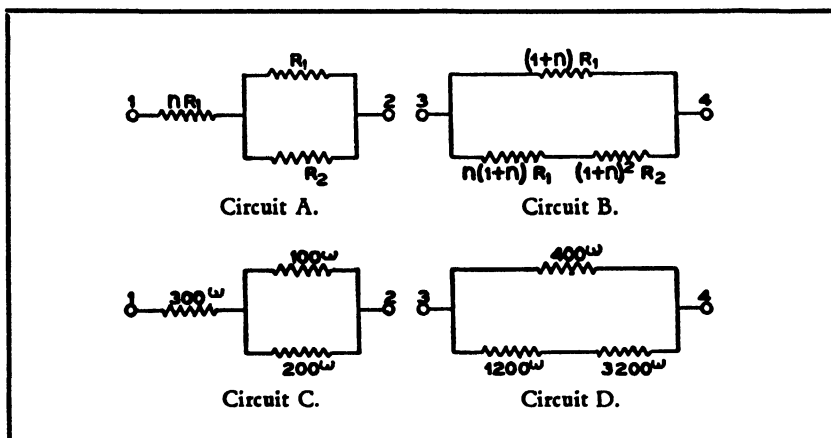 R₁ (1+n) R₁
1 nR₁ 2 3 4
R₂ n(1+n) R₁ (1+n)² R₂
Circuit A. Circuit B.
100ω 400ω
1 300ω 2 3 4
200ω 1200ω 3200ω
Circuit C. Circuit D.